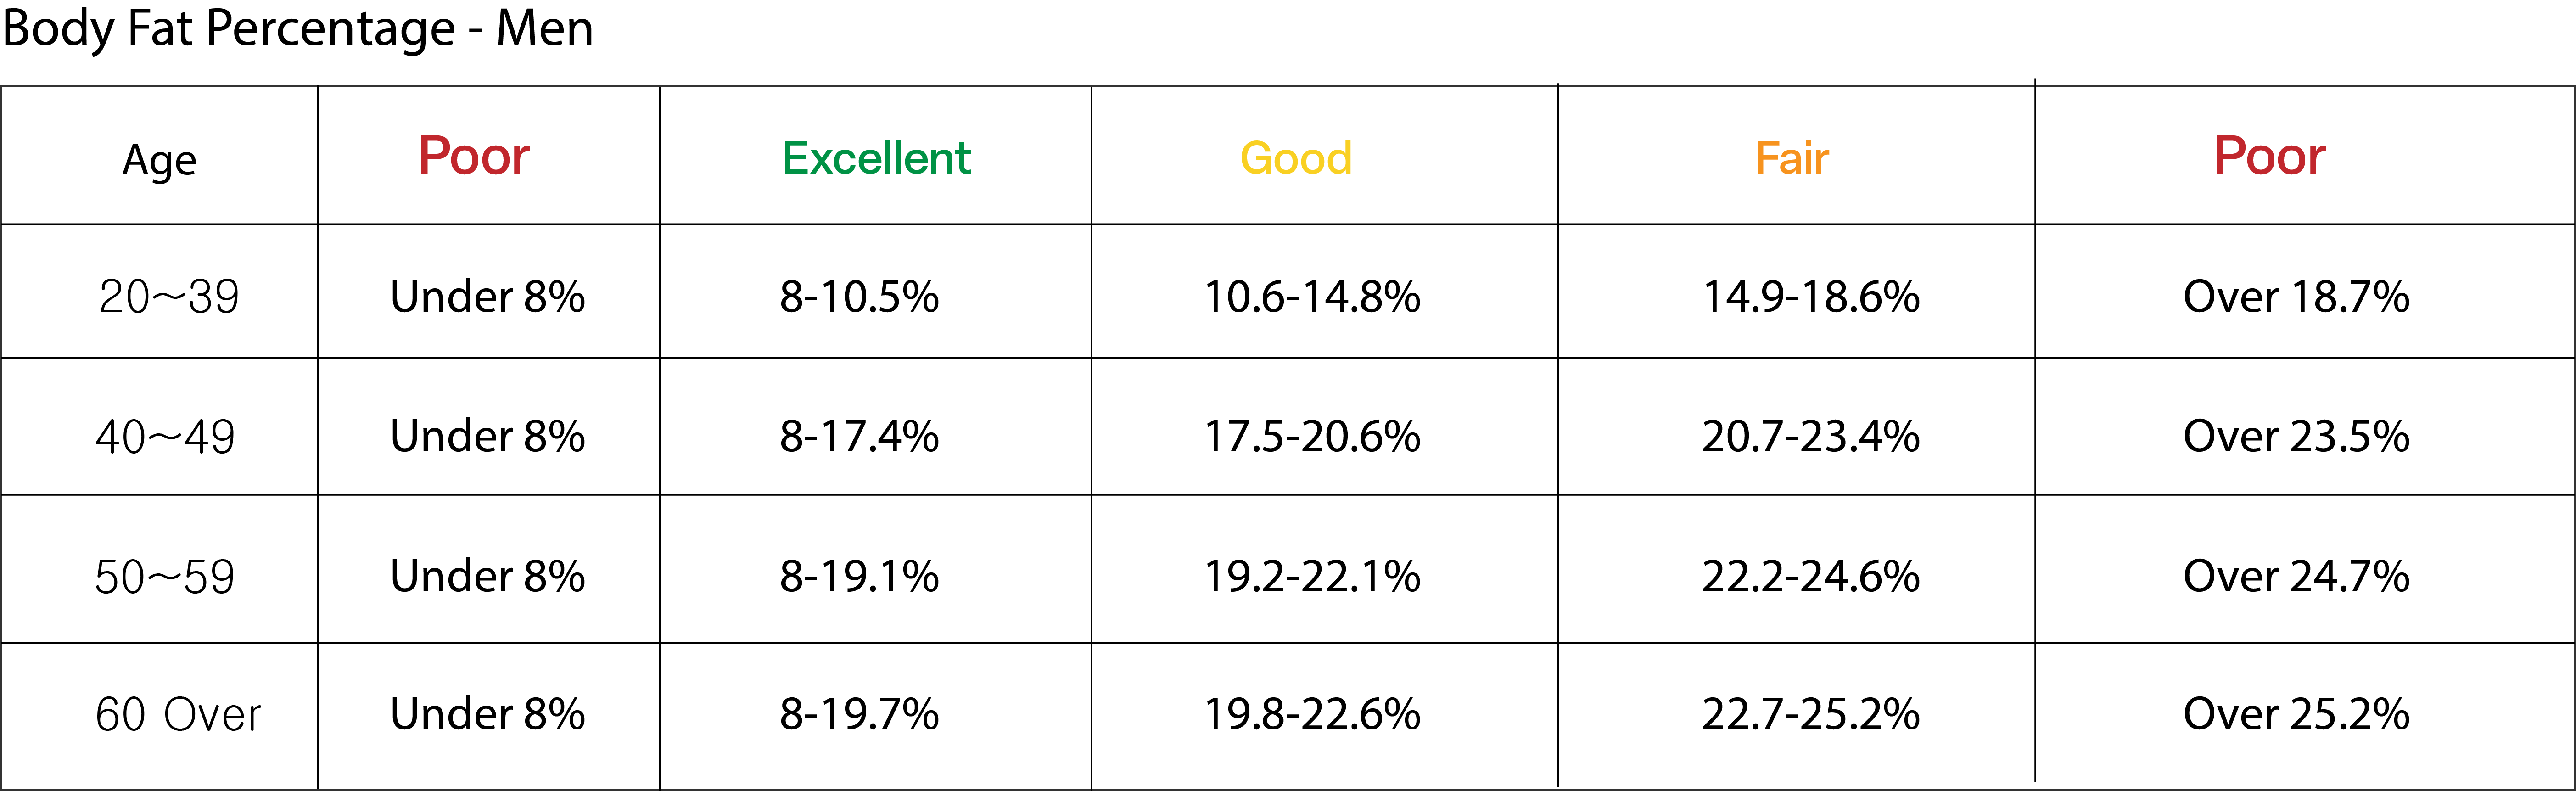 Body Fat Percentage - Men
Age Poor Excellent Good Fair Poor
20~39 Under 8% 8-10.5% 10.6-14.8% 14.9-18.6% Over 18.7%
40~49 Under 8% 8-17.4% 17.5-20.6% 20.7-23.4% Over 23.5%
50~59 Under 8% 8-19.1% 19.2-22.1% 22.2-24.6% Over 24.7%
60 Over Under 8% 8-19.7% 19.8-22.6% 22.7-25.2% Over 25.2%